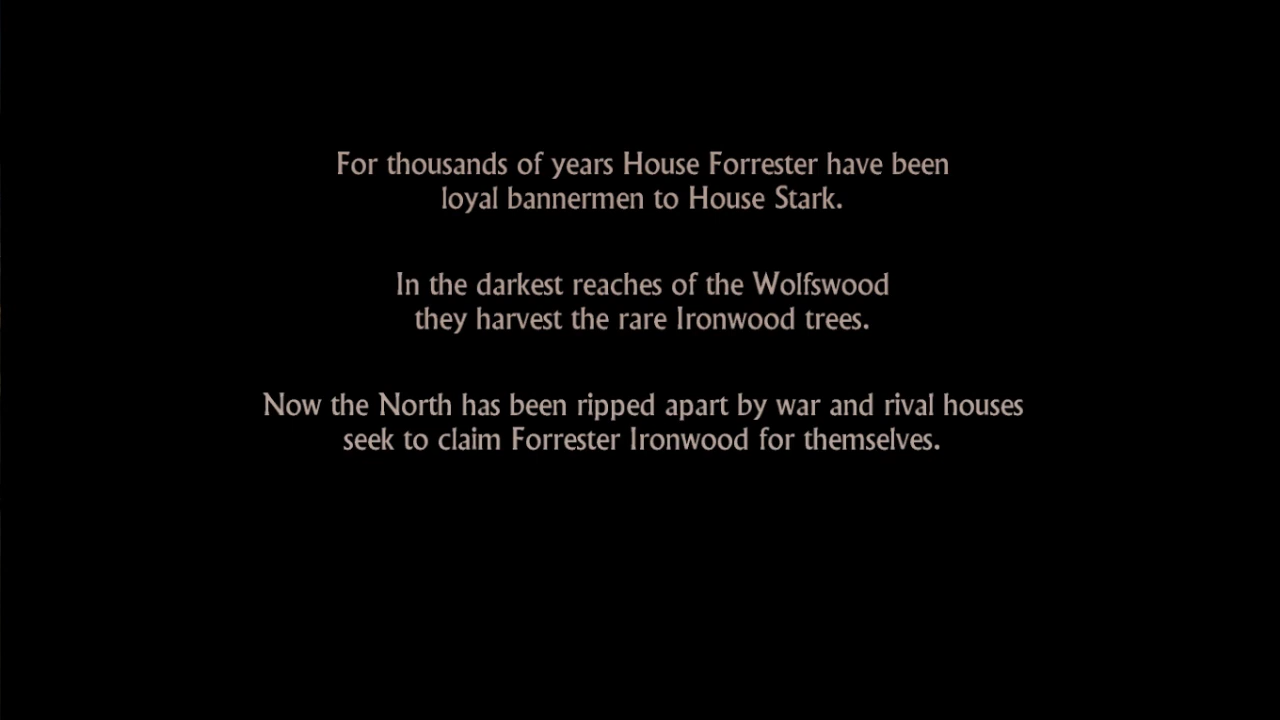 For thousands of years House Forrester have been
loyal bannermen to House Stark.
In the darkest reaches of the Wolfswood
they harvest the rare Ironwood trees.
Now the North has been ripped apart by war and rival houses
seek to claim Forrester Ironwood for themselves.